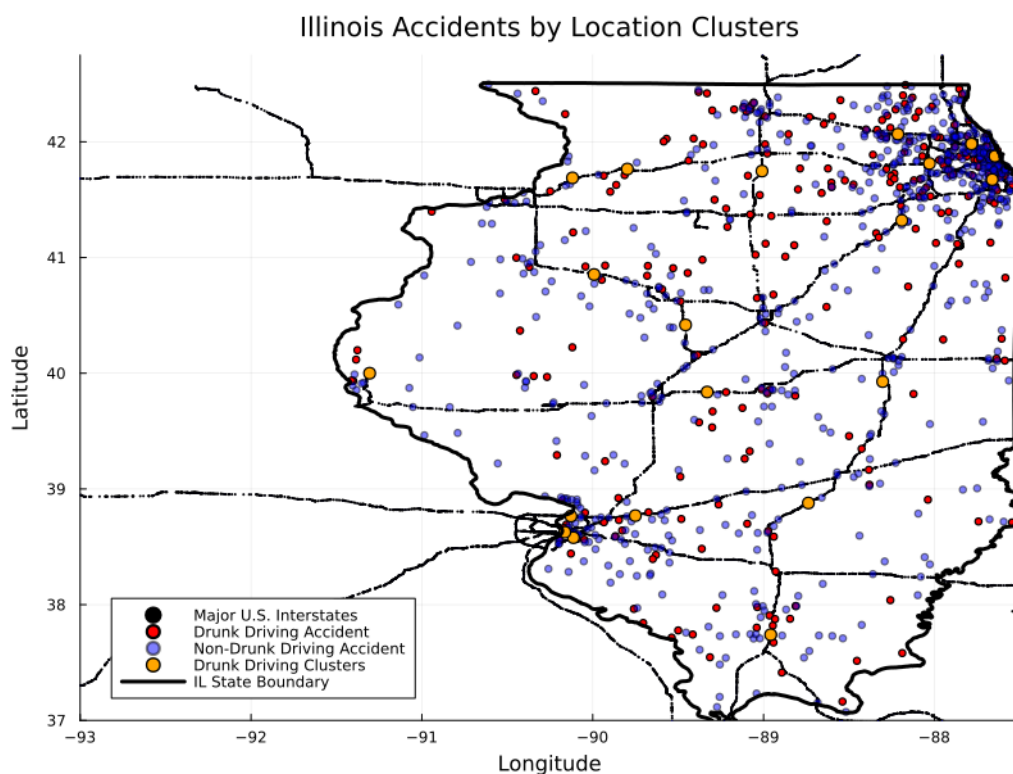 Illinois Accidents by Location Clusters
42
41
40
39
38
37
Latitude
Major U.S. Interstates
Drunk Driving Accident
Non-Drunk Driving Accident
Drunk Driving Clusters
IL State Boundary
−93
−92
−91
−90
−89
−88
Longitude